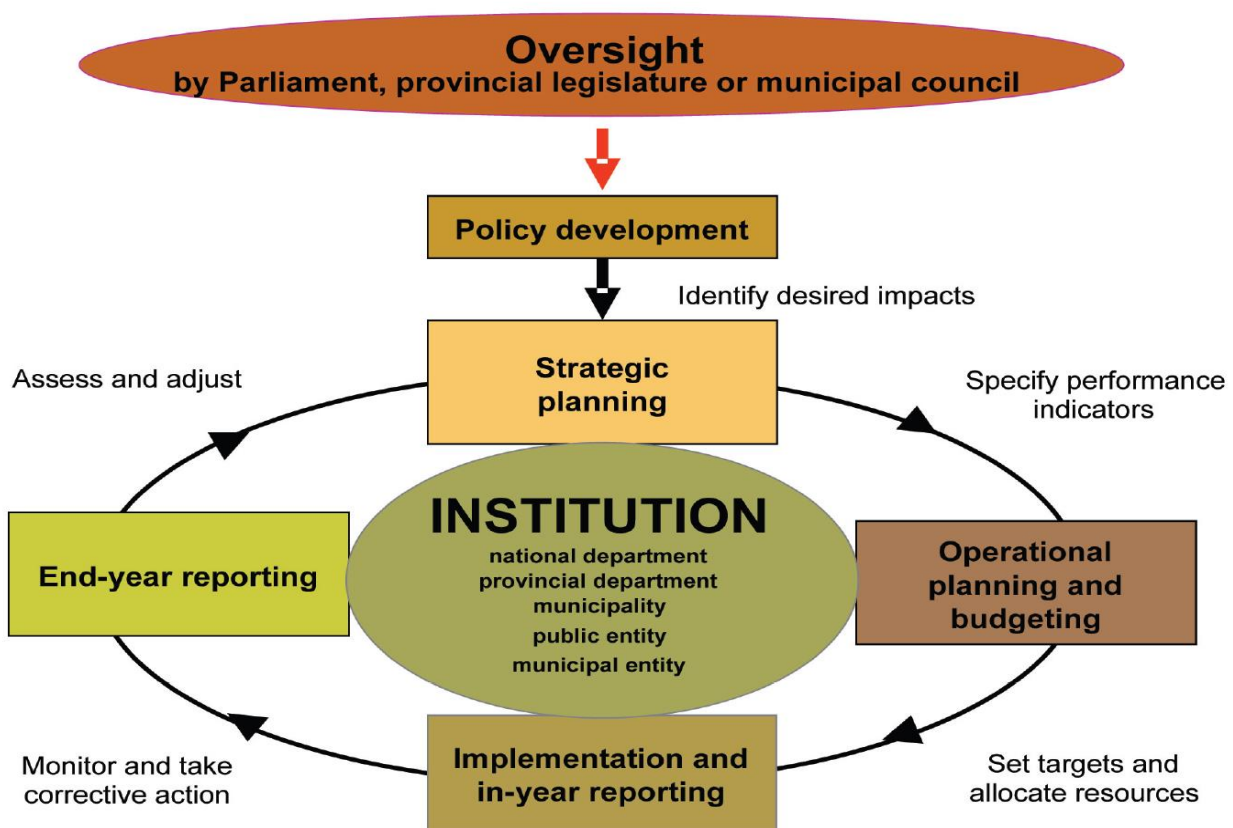 Oversight
by Parliament, provincial legislature or municipal council
Policy development
Identify desired impacts
Strategic
planning
Assess and adjust
Specify performance
indicators
INSTITUTION
national department
provincial department
municipality
public entity
municipal entity
End-year reporting
Operational
planning and
budgeting
Implementation and
in-year reporting
Monitor and take
corrective action
Set targets and
allocate resources